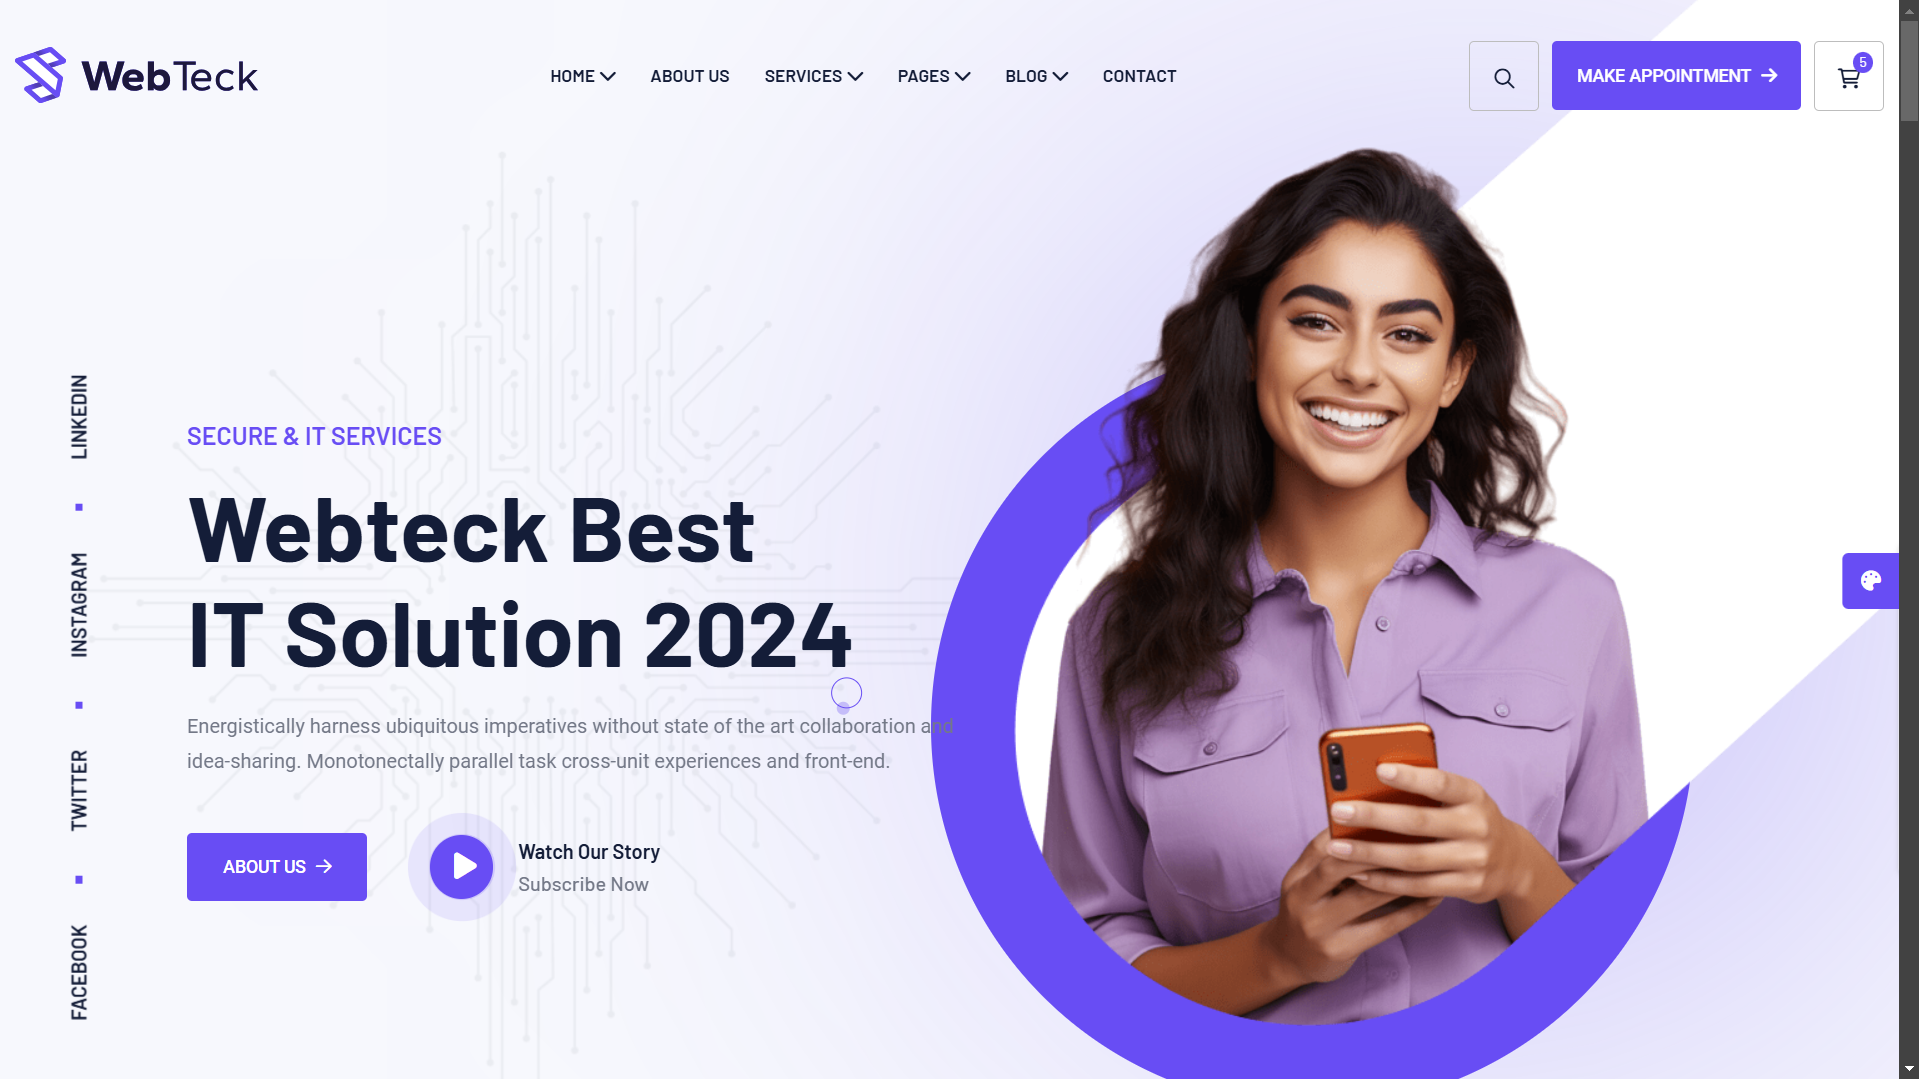 WebTeck
HOME
ABOUT US
SERVICES
PAGES
BLOG
CONTACT
MAKE APPOINTMENT
5
LINKEDIN
INSTAGRAM
TWITTER
FACEBOOK
SECURE & IT SERVICES
Webteck Best
IT Solution 2024
Energistically harness ubiquitous imperatives without state of the art collaboration and
idea-sharing. Monotonectally parallel task cross-unit experiences and front-end.
ABOUT US
Watch Our Story
Subscribe Now